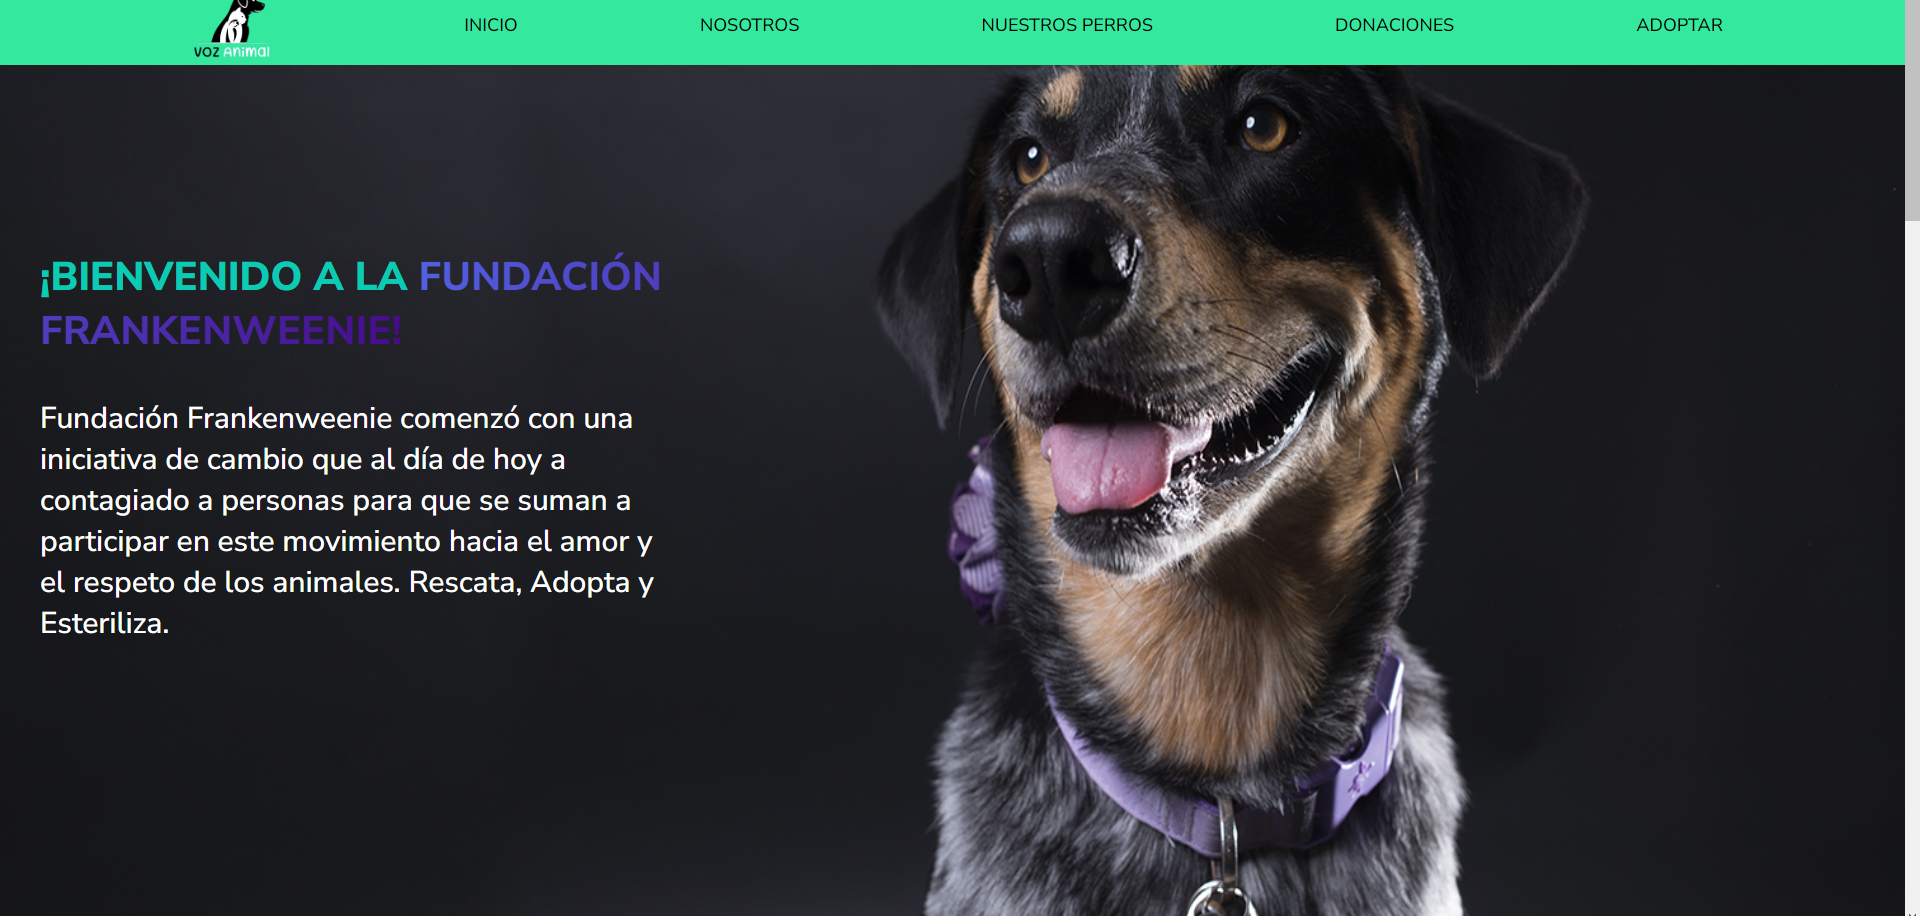 VOZ Animal
INICIO
NOSOTROS
NUESTROS PERROS
DONACIONES
ADOPTAR
¡BIENVENIDO A LA FUNDACIÓN
FRANKENWEENIE!
Fundación Frankenweenie comenzó con una
iniciativa de cambio que al día de hoy a
contagiado a personas para que se suman a
participar en este movimiento hacia el amor y
el respeto de los animales. Rescata, Adopta y
Esteriliza.